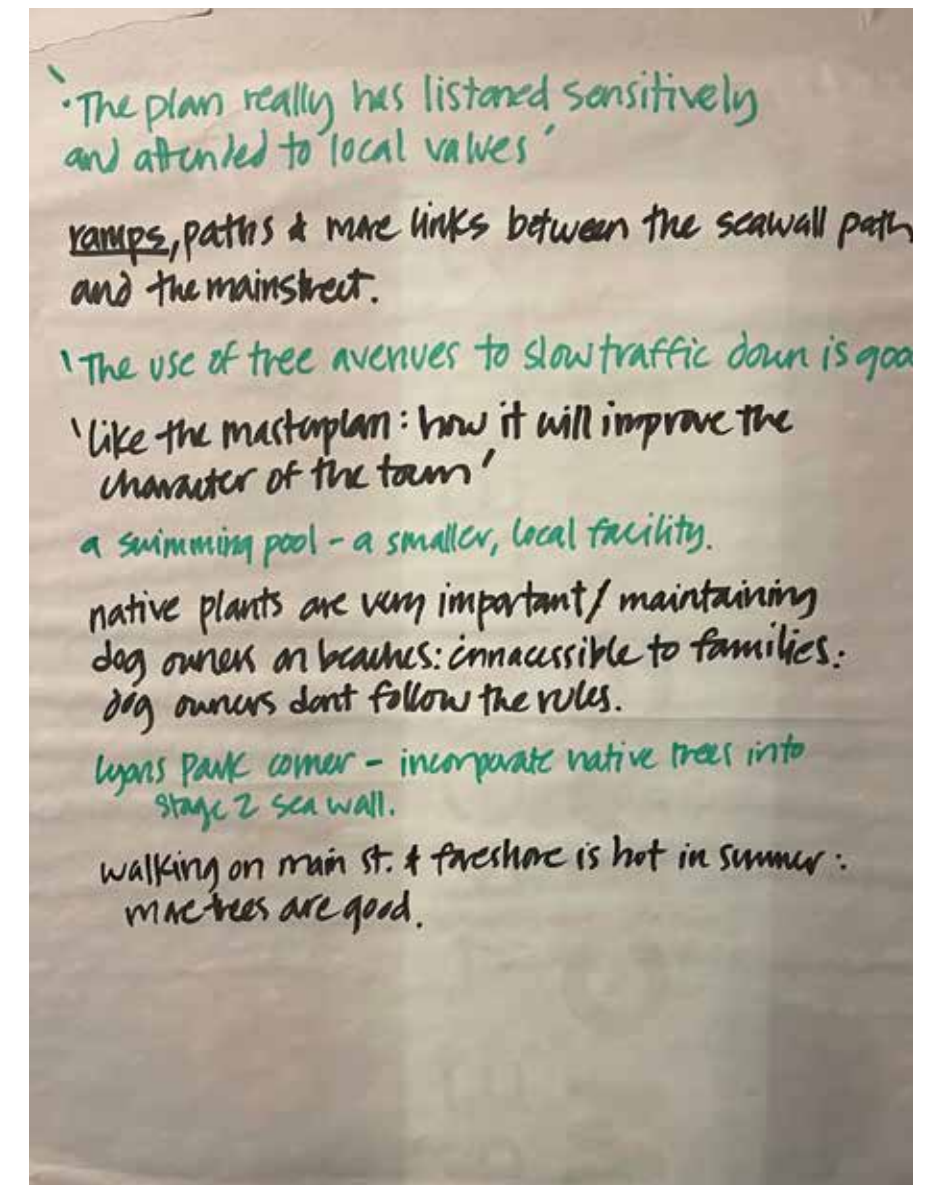 'The plan really has listened sensitively
and attended to local values'
ramps, paths & more links between the seawall path
and the mainstreet.
'The use of tree avenues to slow traffic down is goo
'like the masterplan: how it will improve the
character of the town'
a swimming pool - a smaller, local facility.
native plants are very important/maintaining
dog owners on beaches: innacessible to families:
dog owners dont follow the rules.
lyons park corner - incorporate native trees into
stage 2 sea wall.
walking on main st. & foreshore is hot in summer:
more trees are good.